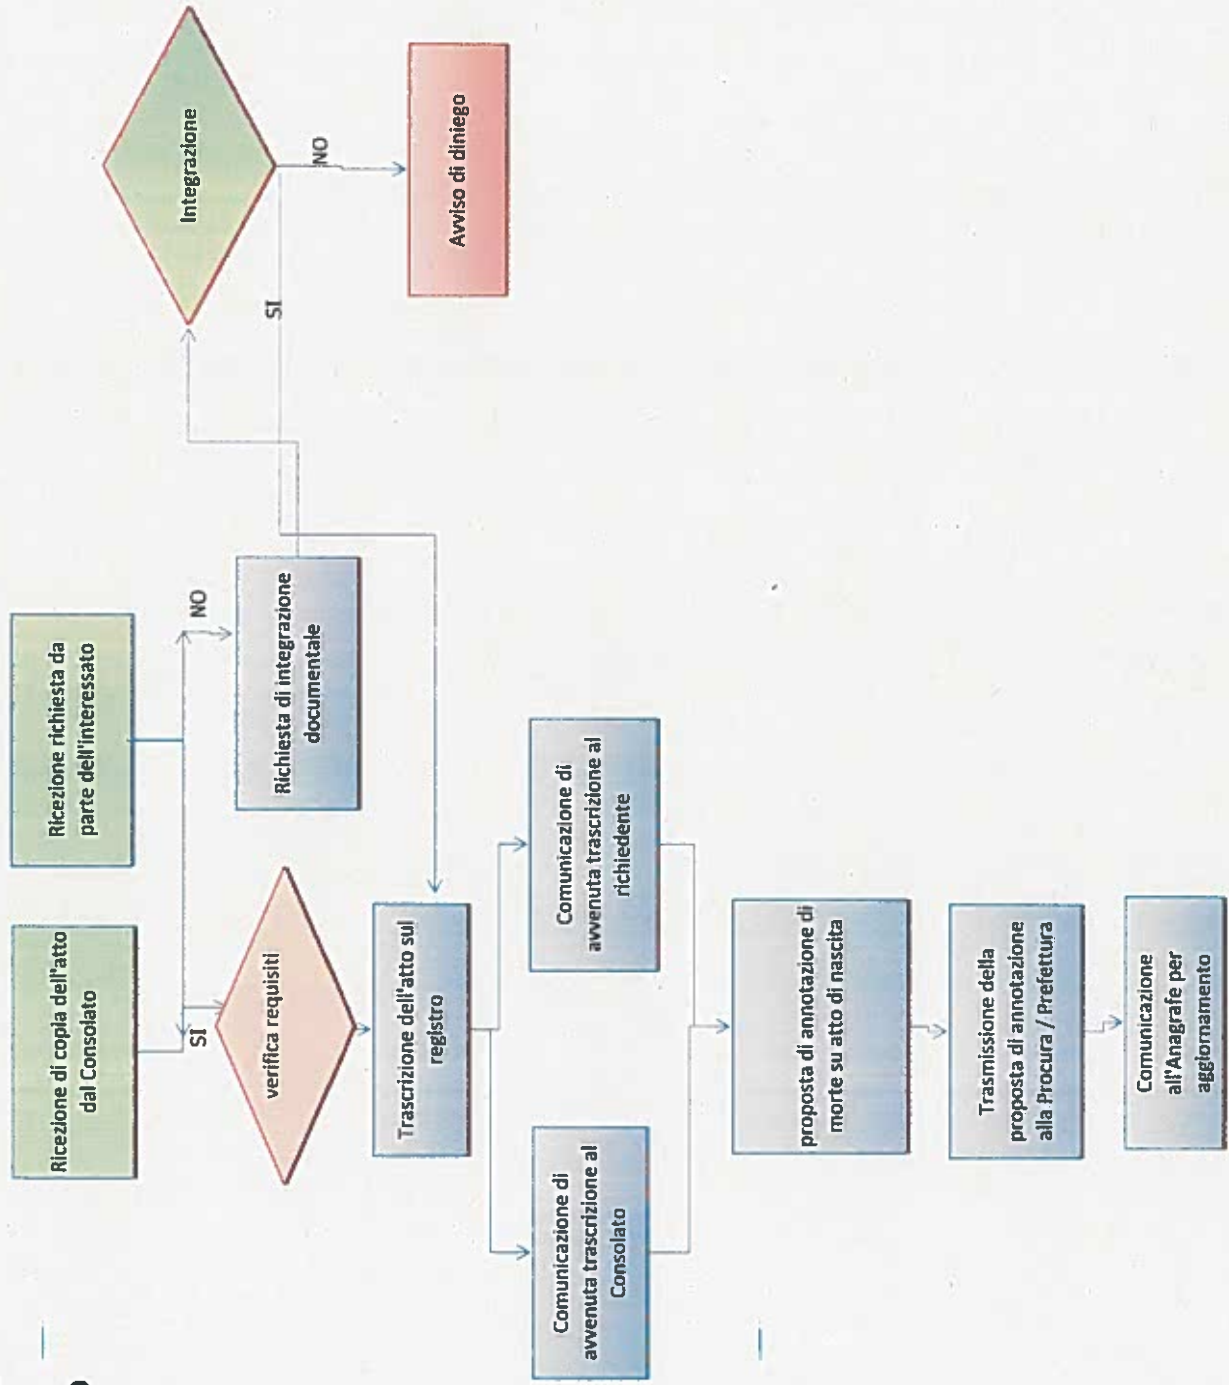 Ricezione di copia dell'atto
dal Consolato
Ricezione richiesta da
parte dell'interessato
SI
NO
verifica requisiti
Richiesta di integrazione
documentale
Integrazione
SI
NO
Avviso di diniego
Trascrizione dell'atto sul
registro
Comunicazione di
avvenuta trascrizione al
Consolato
Comunicazione di
avvenuta trascrizione al
richiedente
proposta di annotazione di
morte su atto di nascita
Trasmissione della
proposta di annotazione
alla Procura / Prefettura
Comunicazione
all'Anagrafe per
aggiornamento